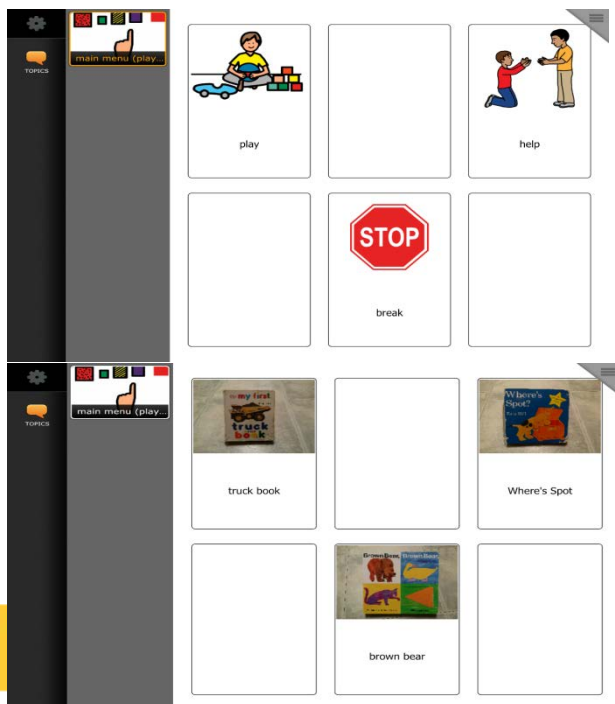 main menu (play...
TOPICS
play
help
STOP
break
main menu (play...
TOPICS
my first
truck
book
truck book
Where's
Spot?
Where's Spot
Brown Bear
Brown Bear
brown bear